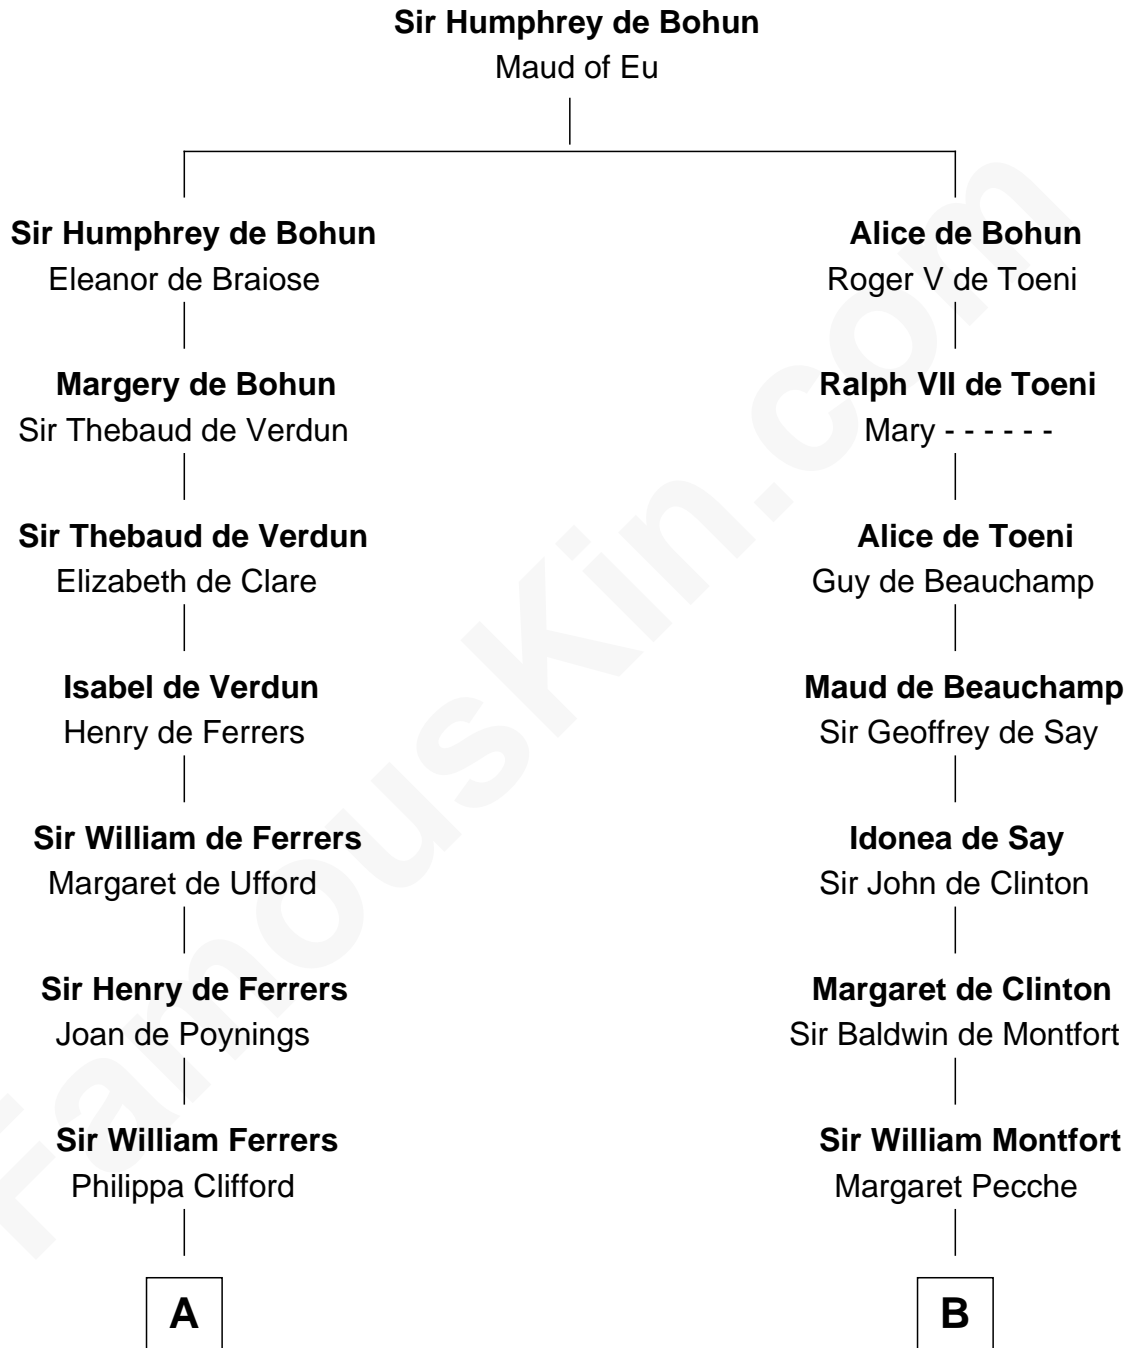 Sir Humphrey de Bohun
Maud of Eu
Sir Humphrey de Bohun
Eleanor de Braiose
Margery de Bohun
Sir Thebaud de Verdun
Sir Thebaud de Verdun
Elizabeth de Clare
Isabel de Verdun
Henry de Ferrers
Sir William de Ferrers
Margaret de Ufford
Sir Henry de Ferrers
Joan de Poynings
Sir William Ferrers
Philippa Clifford
A
Alice de Bohun
Roger V de Toeni
Ralph VII de Toeni
Mary - - - - - -
Alice de Toeni
Guy de Beauchamp
Maud de Beauchamp
Sir Geoffrey de Say
Idonea de Say
Sir John de Clinton
Margaret de Clinton
Sir Baldwin de Montfort
Sir William Montfort
Margaret Pecche
B
FamousKin.com